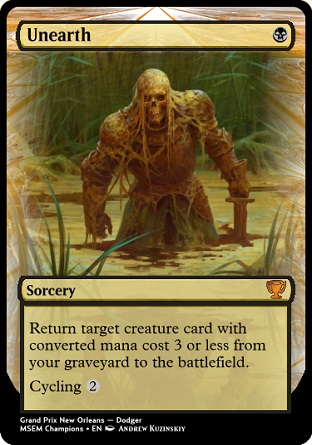 Unearth
Sorcery
Return target creature card with
converted mana cost 3 or less from
your graveyard to the battlefield.
Cycling 2
Grand Prix New Orleans — Dodger
MSEM Champions • EN Andrew Kuzinskiy